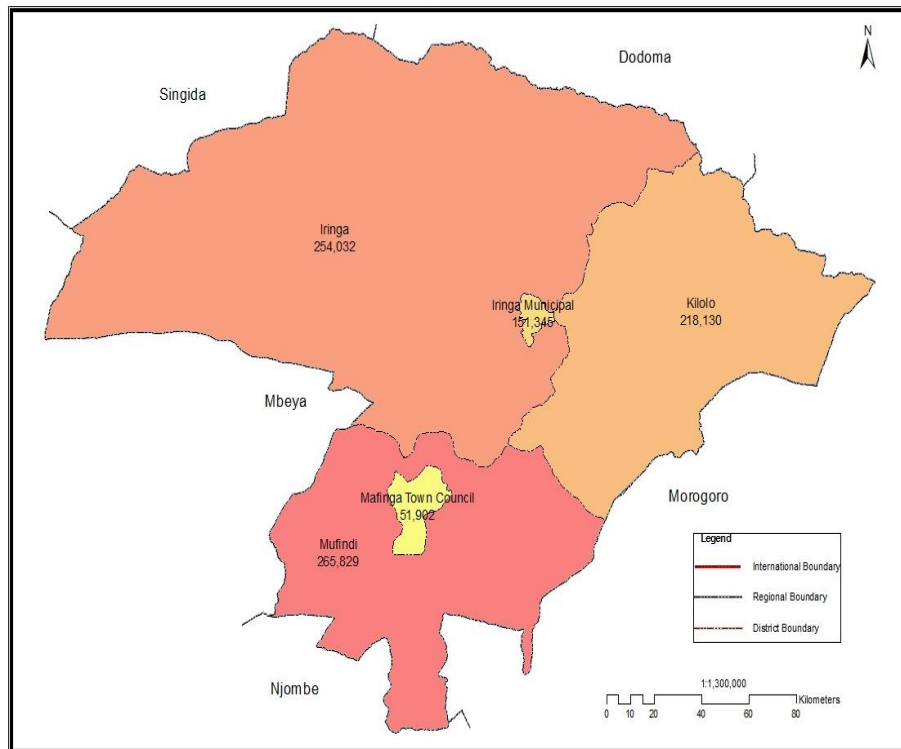 N
Dodoma
Singida
Iringa
254,032
Iringa Municipal
151,345
Kilolo
218,130
Mbeya
Mafinga Town Council
51,902
Morogoro
Mufindi
265,829
Legend
International Boundary
Regional Boundary
District Boundary
Njombe
1:1,300,000
0 10 20 40 60 80 Kilometers